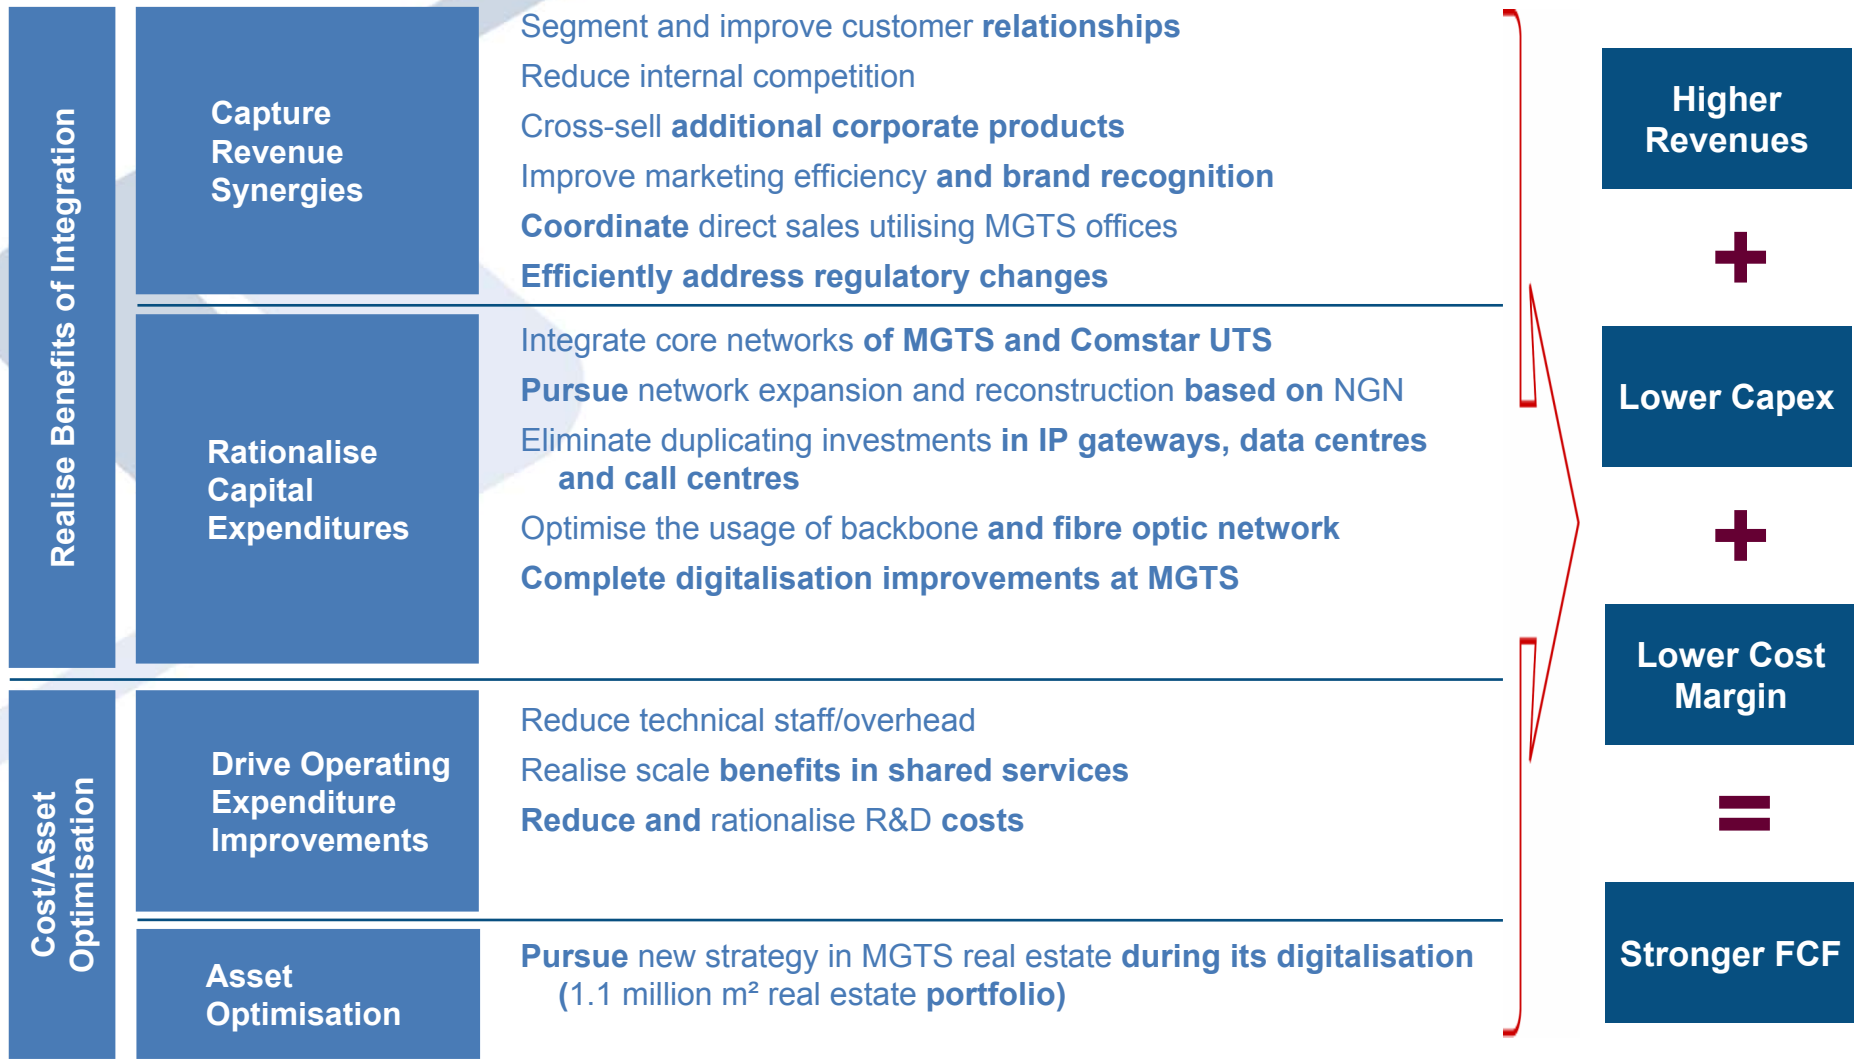 Realise Benefits of Integration
Capture
Revenue
Synergies
Segment and improve customer relationships
Reduce internal competition
Cross-sell additional corporate products
Improve marketing efficiency and brand recognition
Coordinate direct sales utilising MGTS offices
Efficiently address regulatory changes
Rationalise
Capital
Expenditures
Integrate core networks of MGTS and Comstar UTS
Pursue network expansion and reconstruction based on NGN
Eliminate duplicating investments in IP gateways, data centres
and call centres
Optimise the usage of backbone and fibre optic network
Complete digitalisation improvements at MGTS
Cost/Asset
Optimisation
Drive Operating
Expenditure
Improvements
Reduce technical staff/overhead
Realise scale benefits in shared services
Reduce and rationalise R&D costs
Asset
Optimisation
Pursue new strategy in MGTS real estate during its digitalisation
(1.1 million m² real estate portfolio)
Higher
Revenues
+
Lower Capex
+
Lower Cost
Margin
=
Stronger FCF